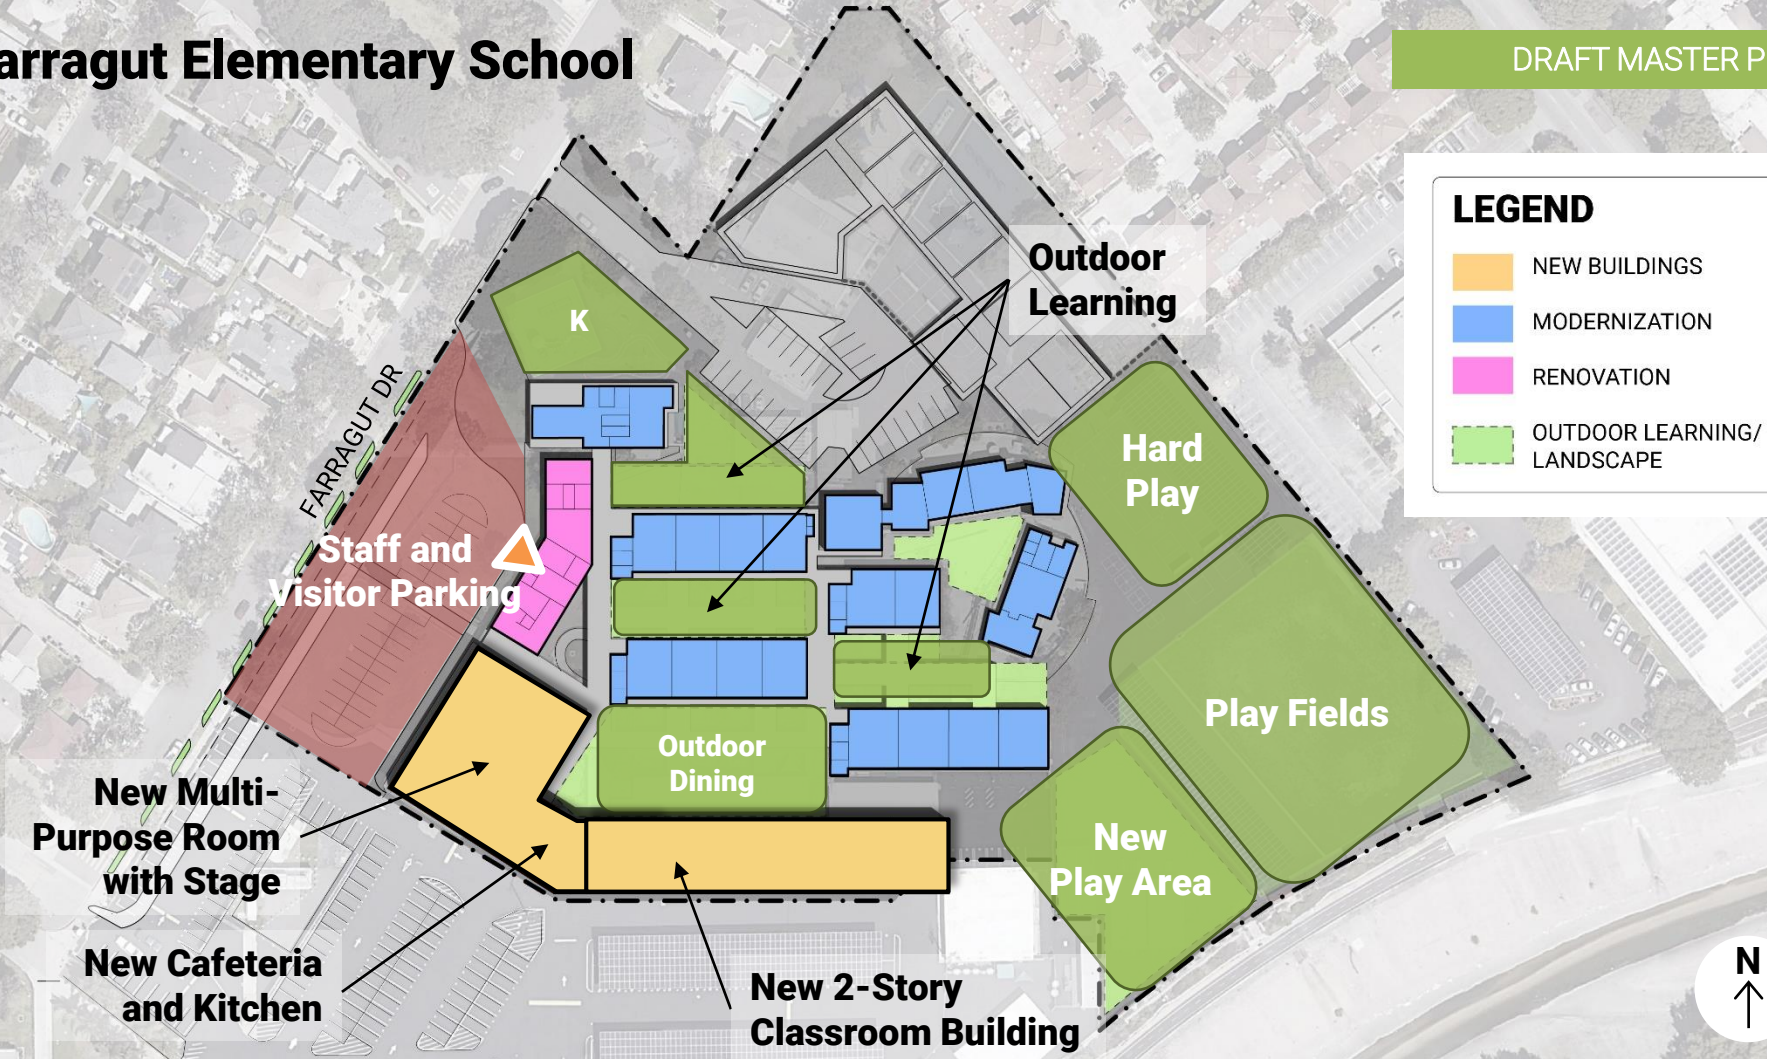 arragut Elementary School
DRAFT MASTER P
LEGEND
NEW BUILDINGS
MODERNIZATION
RENOVATION
OUTDOOR LEARNING/
LANDSCAPE
Outdoor
Learning
K
FARRAGUT DR
Hard
Play
Staff and
Visitor Parking
Play Fields
Outdoor
Dining
New Multi-
Purpose Room
with Stage
New
Play Area
New Cafeteria
and Kitchen
New 2-Story
Classroom Building
N